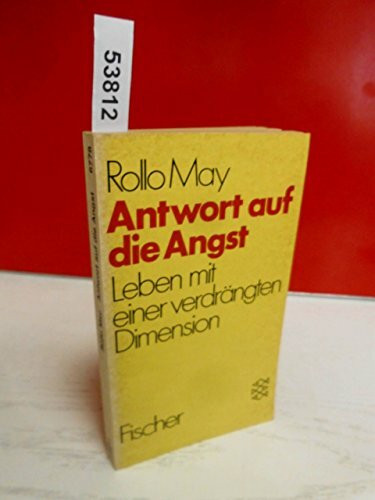 53812
Rollo May
Antwort auf
die Angst
Leben mit
einer verdrängten
Dimension
Fischer